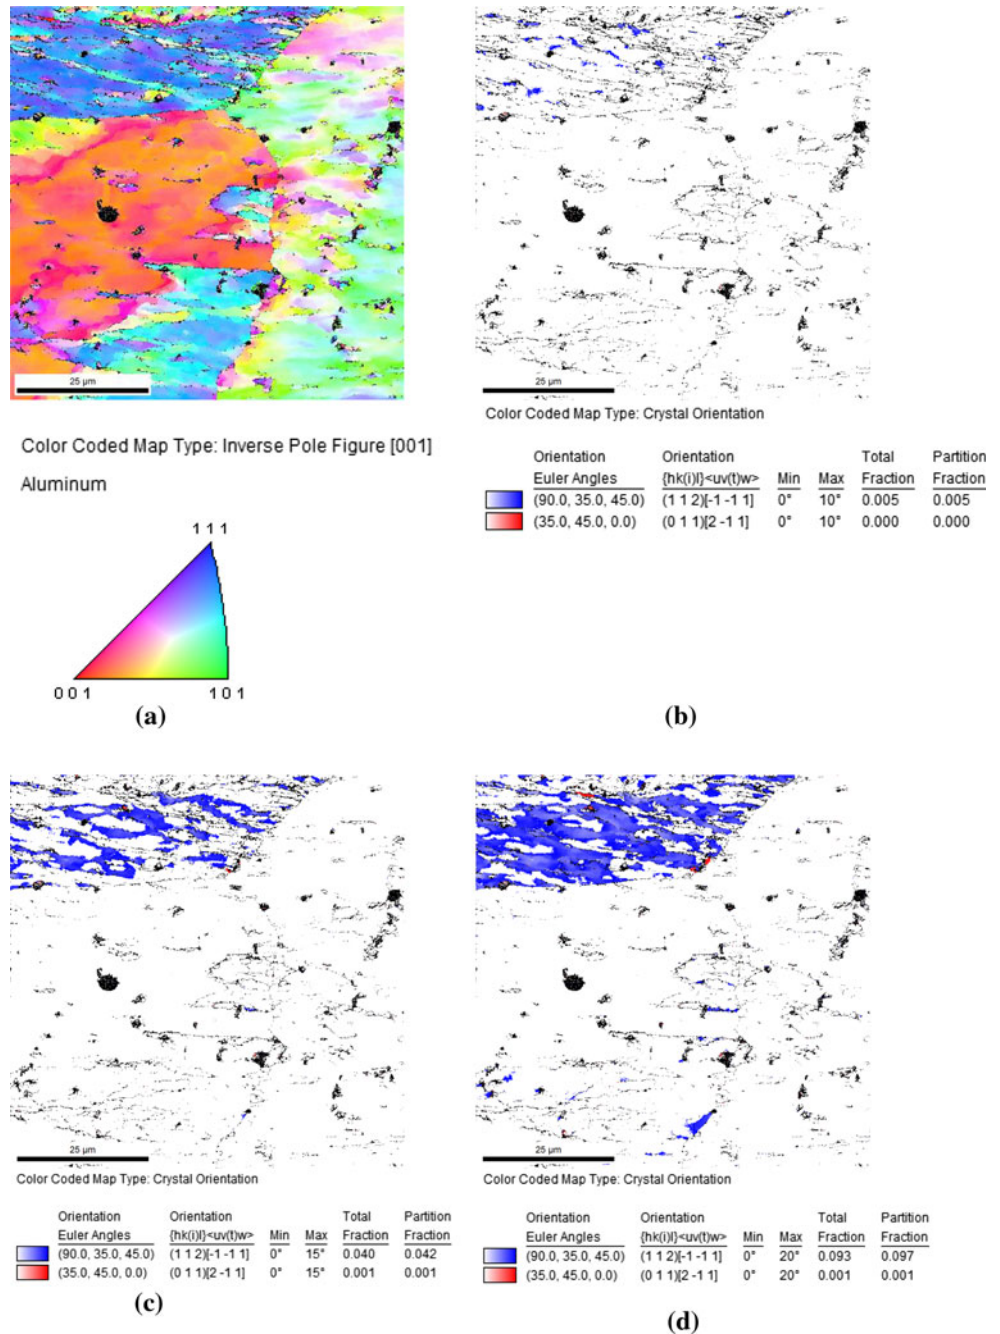 25 μm
25 μm
Color Coded Map Type: Crystal Orientation
Color Coded Map Type: Inverse Pole Figure [001]
Aluminum
1 1 1
0 0 1
1 0 1
(a)
Orientation Orientation Total Partition
Euler Angles {hk(i)l}<uv(t)w> Min Max Fraction Fraction
(90.0, 35.0, 45.0) (1 1 2)[-1 -1 1] 0° 10° 0.005 0.005
(35.0, 45.0, 0.0) (0 1 1)[2 -1 1] 0° 10° 0.000 0.000
(b)
25 μm
Color Coded Map Type: Crystal Orientation
Orientation Orientation Total Partition
Euler Angles {hk(i)l}<uv(t)w> Min Max Fraction Fraction
(90.0, 35.0, 45.0) (1 1 2)[-1 -1 1] 0° 15° 0.040 0.042
(35.0, 45.0, 0.0) (0 1 1)[2 -1 1] 0° 15° 0.001 0.001
(c)
25 μm
Color Coded Map Type: Crystal Orientation
Orientation Orientation Total Partition
Euler Angles {hk(i)l}<uv(t)w> Min Max Fraction Fraction
(90.0, 35.0, 45.0) (1 1 2)[-1 -1 1] 0° 20° 0.093 0.097
(35.0, 45.0, 0.0) (0 1 1)[2 -1 1] 0° 20° 0.001 0.001
(d)